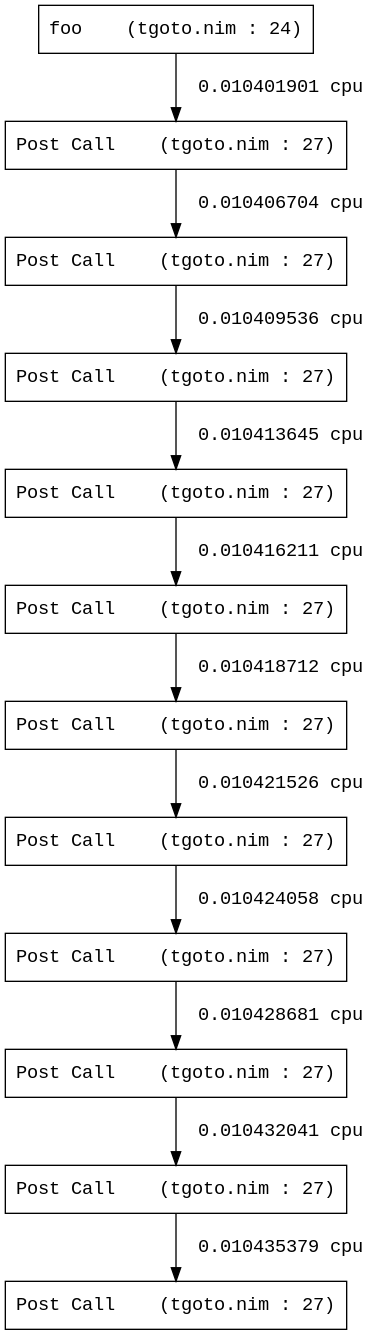 foo    (tgoto.nim : 24)
0.010401901 cpu
Post Call    (tgoto.nim : 27)
0.010406704 cpu
Post Call    (tgoto.nim : 27)
0.010409536 cpu
Post Call    (tgoto.nim : 27)
0.010413645 cpu
Post Call    (tgoto.nim : 27)
0.010416211 cpu
Post Call    (tgoto.nim : 27)
0.010418712 cpu
Post Call    (tgoto.nim : 27)
0.010421526 cpu
Post Call    (tgoto.nim : 27)
0.010424058 cpu
Post Call    (tgoto.nim : 27)
0.010428681 cpu
Post Call    (tgoto.nim : 27)
0.010432041 cpu
Post Call    (tgoto.nim : 27)
0.010435379 cpu
Post Call    (tgoto.nim : 27)